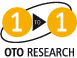 1 TO 1
OTO RESEARCH